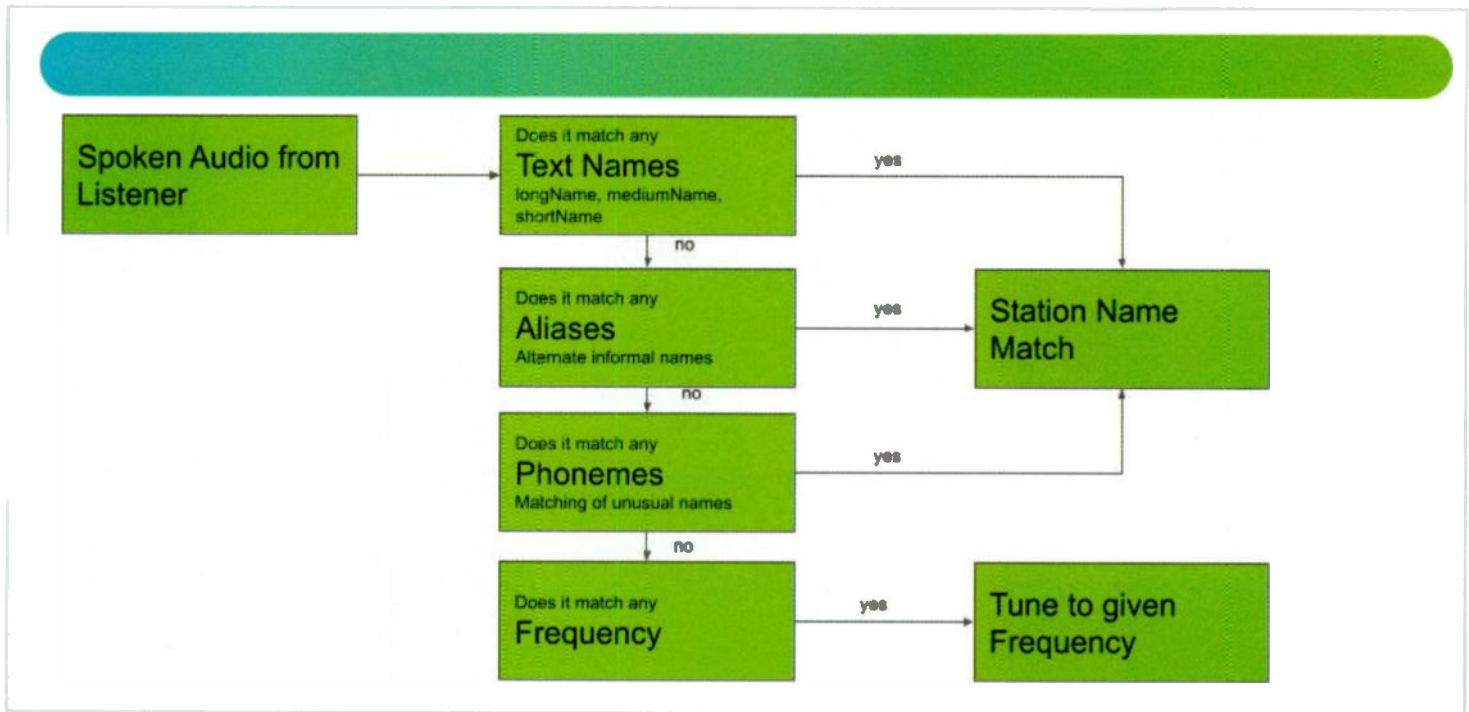 Spoken Audio from
Listener
Does it match any
Text Names
longName, mediumName,
shortName
yes
no
Does it match any
Aliases
Alternate informal names
yes
no
Station Name
Match
Does it match any
Phonemes
Matching of unusual names
yes
no
Does it match any
Frequency
yes
Tune to given
Frequency